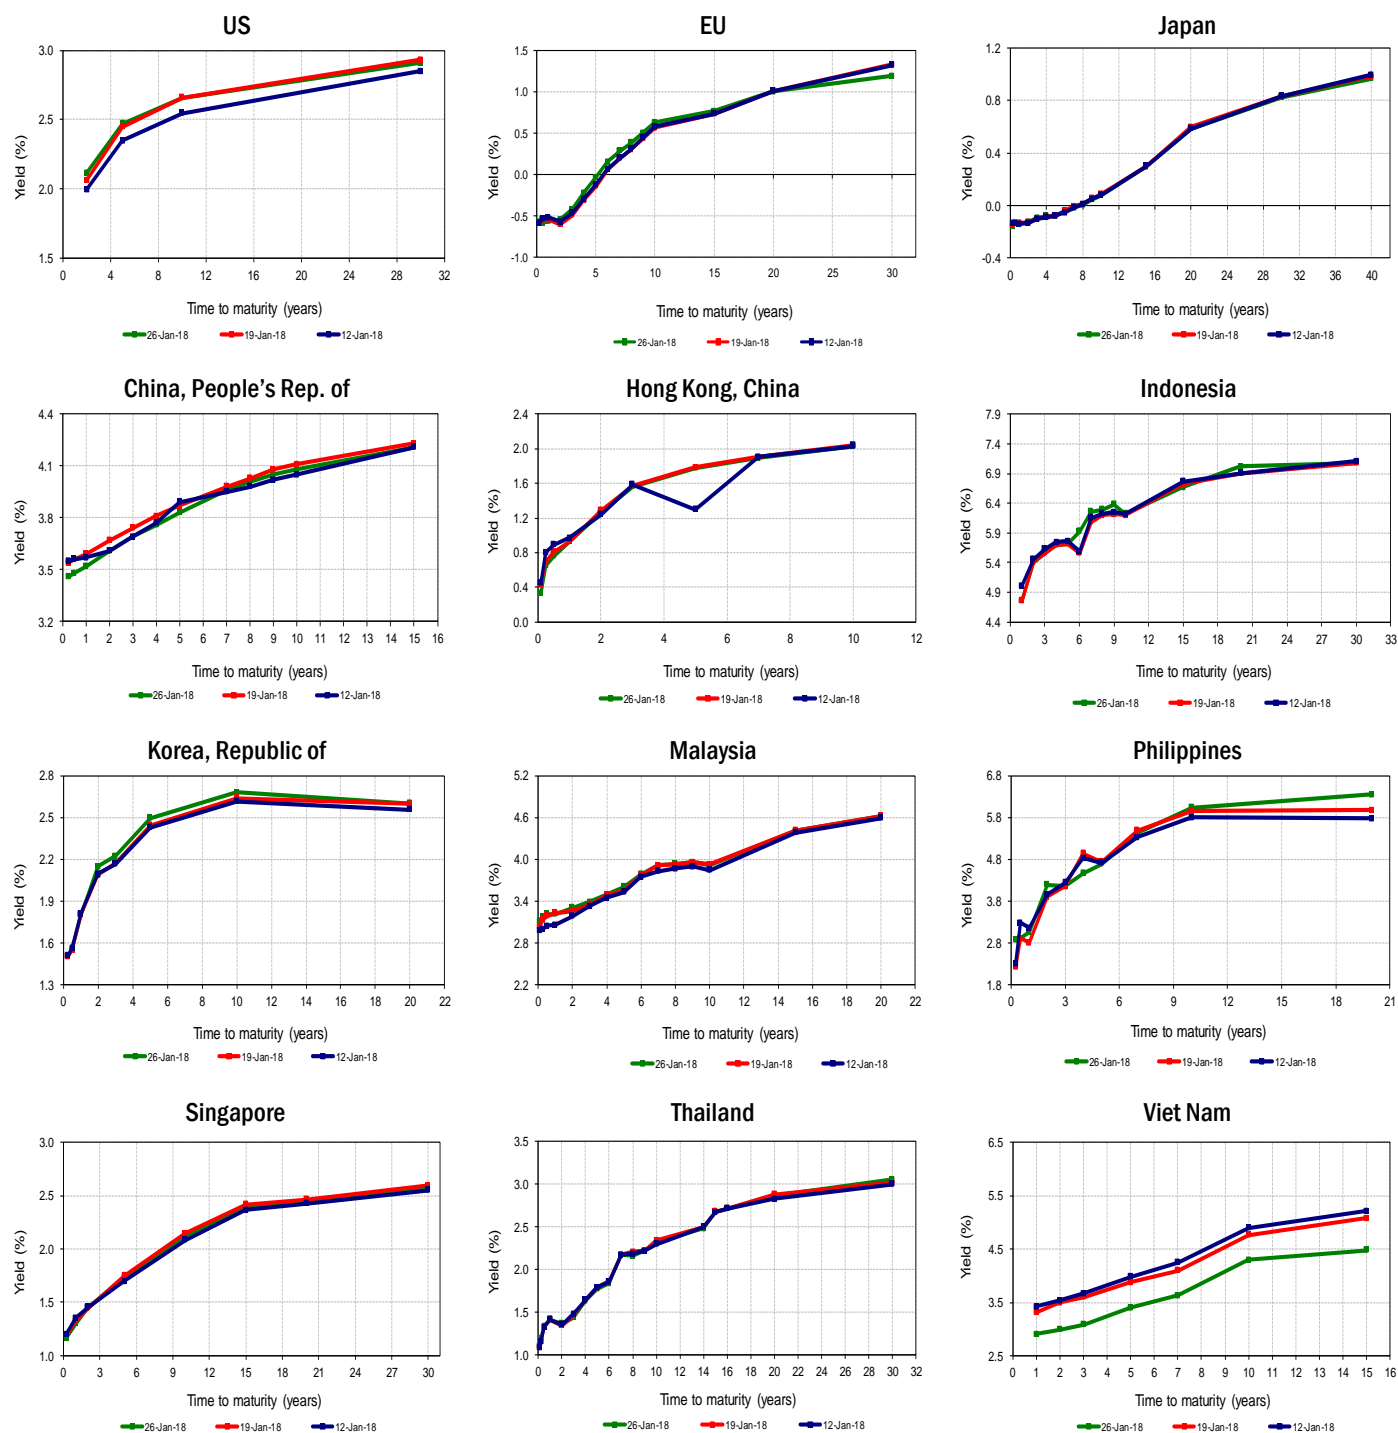 US
3.0
2.5
2.0
1.5
Yield (%)
0 4 8 12 16 20 24 28 32
Time to maturity (years)
26-Jan-18 19-Jan-18 12-Jan-18
EU
1.5
1.0
0.5
0.0
-0.5
-1.0
Yield (%)
0 5 10 15 20 25 30
Time to maturity (years)
26-Jan-18 19-Jan-18 12-Jan-18
Japan
1.2
0.8
0.4
0.0
-0.4
Yield (%)
0 4 8 12 16 20 24 28 32 36 40
Time to maturity (years)
26-Jan-18 19-Jan-18 12-Jan-18
China, People’s Rep. of
4.4
4.1
3.8
3.5
3.2
Yield (%)
0 1 2 3 4 5 6 7 8 9 10 11 12 13 15 16
Time to maturity (years)
26-Jan-18 19-Jan-18 12-Jan-18
Hong Kong, China
2.4
2.0
1.6
1.2
0.8
0.4
0.0
Yield (%)
0 2 4 6 8 10 12
Time to maturity (years)
26-Jan-18 19-Jan-18 12-Jan-18
Indonesia
7.9
7.4
6.9
6.4
5.9
5.4
4.9
4.4
Yield (%)
0 3 6 9 12 15 18 21 24 27 30 33
Time to maturity (years)
26-Jan-18 19-Jan-18 12-Jan-18
Korea, Republic of
2.8
2.5
2.2
1.9
1.6
1.3
Yield (%)
0 2 4 6 8 10 12 14 16 18 20 22
Time to maturity (years)
26-Jan-18 19-Jan-18 12-Jan-18
Malaysia
5.2
4.6
4.0
3.4
2.8
2.2
Yield (%)
0 2 4 6 8 10 12 14 16 18 20 22
Time to maturity (years)
26-Jan-18 19-Jan-18 12-Jan-18
Philippines
6.8
5.8
4.8
3.8
2.8
1.8
Yield (%)
0 3 6 9 12 15 18 21
Time to maturity (years)
26-Jan-18 19-Jan-18 12-Jan-18
Singapore
3.0
2.5
2.0
1.5
1.0
Yield (%)
0 3 6 9 12 15 18 21 24 27 30
Time to maturity (years)
26-Jan-18 19-Jan-18 12-Jan-18
Thailand
3.5
3.0
2.5
2.0
1.5
1.0
Yield (%)
0 2 4 6 8 10 12 14 16 18 20 22 24 26 28 30 32
Time to maturity (years)
26-Jan-18 19-Jan-18 12-Jan-18
Viet Nam
6.5
5.5
4.5
3.5
2.5
Yield (%)
0 1 2 3 4 5 6 7 8 10 11 12 13 14 15 16
Time to maturity (years)
26-Jan-18 19-Jan-18 12-Jan-18